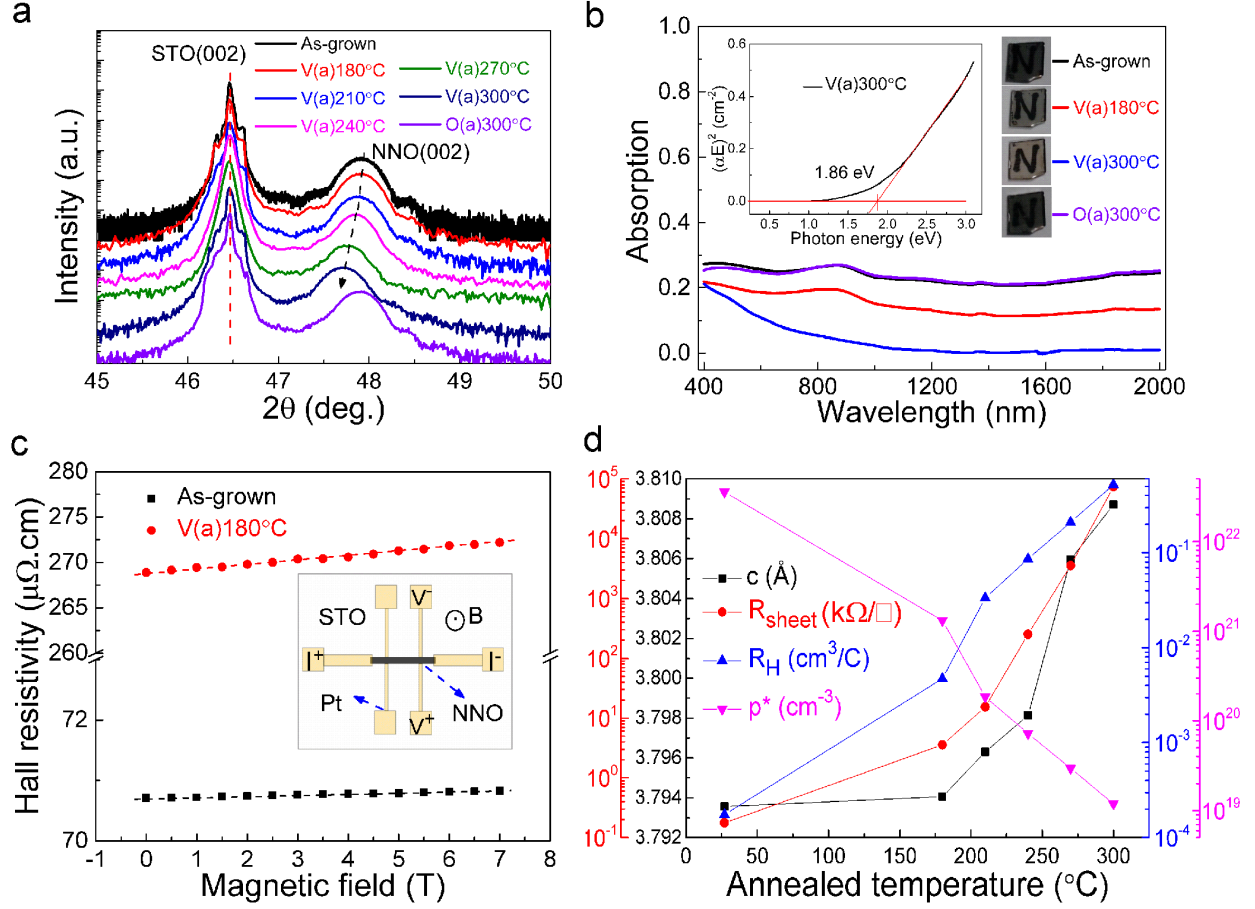 a
STO(002)
As-grown
V(a)180°C
V(a)270°C
V(a)210°C
V(a)300°C
V(a)240°C
O(a)300°C
NNO(002)
Intensity (a.u.)
45 46 47 48 49 50
2θ (deg.)
b
1.0
0.8
0.6
0.4
0.2
0.0
Absorption
0.6
0.4
0.2
0.0
(αE)² (cm⁻²)
V(a)300°C
1.86 eV
0.5 1.0 1.5 2.0 2.5 3.0
Photon energy (eV)
N
N
N
N
As-grown
V(a)180°C
V(a)300°C
O(a)300°C
400 800 1200 1600 2000
Wavelength (nm)
c
280
275
270
265
260
72
70
Hall resistivity (μΩ.cm)
As-grown
V(a)180°C
STO
V⁻
B
I⁺
I⁻
Pt
V⁺
NNO
-1 0 1 2 3 4 5 6 7 8
Magnetic field (T)
d
10⁵
10⁴
10³
10²
10¹
10⁰
10⁻¹
3.810
3.808
3.806
3.804
3.802
3.800
3.798
3.796
3.794
3.792
c (Å)
R_sheet (kΩ/□)
R_H (cm³/C)
p* (cm⁻³)
10⁻¹
10⁻²
10⁻³
10⁻⁴
10²²
10²¹
10²⁰
10¹⁹
0 50 100 150 200 250 300
Annealed temperature (°C)